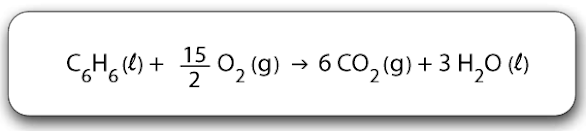 C₆H₆(ℓ) + 15/2 O₂(g) → 6 CO₂(g) + 3 H₂O (ℓ)